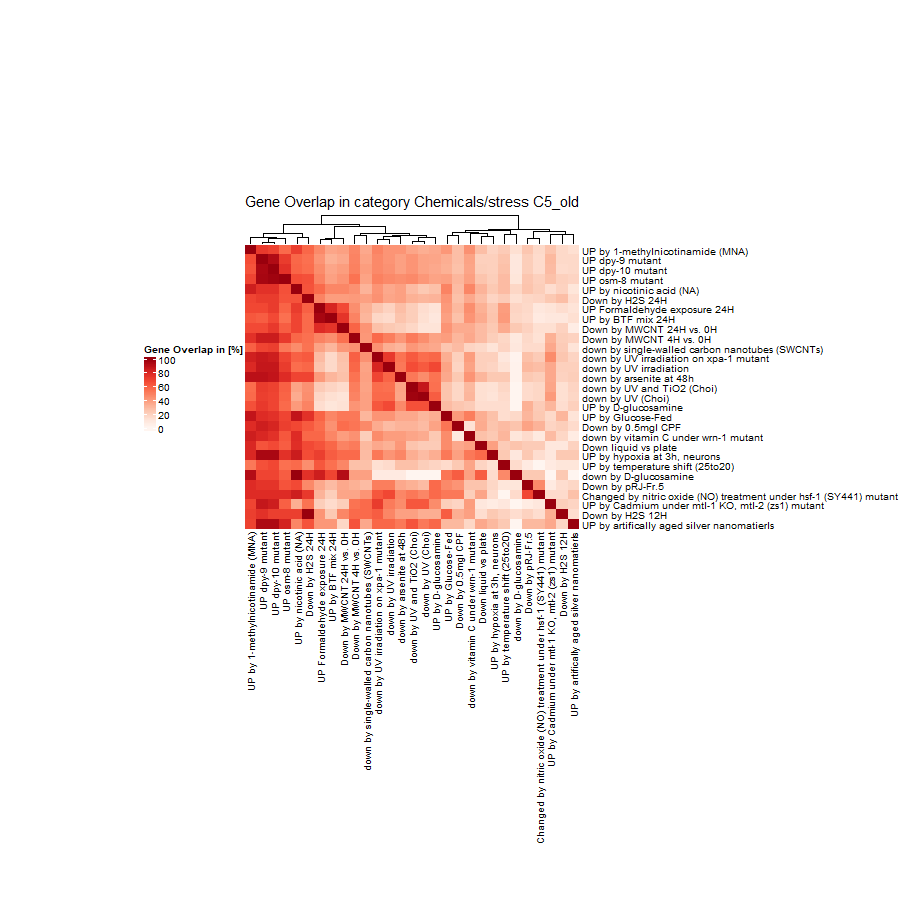 Gene Overlap in category Chemicals/stress C5_old
UP by 1-methylnicotinamide (MNA)
UP dpy-9 mutant
UP dpy-10 mutant
UP osm-8 mutant
UP by nicotinic acid (NA)
Down by H2S 24H
UP Formaldehyde exposure 24H
UP by BTF mix 24H
Down by MWCNT 24H vs. 0H
Down by MWCNT 4H vs. 0H
down by single-walled carbon nanotubes (SWCNTs)
down by UV irradiation on xpa-1 mutant
down by UV irradiation
down by arsenite at 48h
down by UV and TiO2 (Choi)
down by UV (Choi)
UP by D-glucosamine
UP by Glucose-Fed
Down by 0.5mgl CPF
down by vitamin C under wrn-1 mutant
Down liquid vs plate
UP by hypoxia at 3h, neurons
UP by temperature shift (25to20)
down by D-glucosamine
Down by pRJ-Fr.5
Changed by nitric oxide (NO) treatment under hsf-1 (SY441) mutant
UP by Cadmium under mtl-1 KO, mtl-2 (zs1) mutant
Down by H2S 12H
UP by artifically aged silver nanomatierls
Gene Overlap in [%]
100
80
60
40
20
0
UP by 1-methylnicotinamide (MNA)
UP dpy-9 mutant
UP dpy-10 mutant
UP osm-8 mutant
UP by nicotinic acid (NA)
Down by H2S 24H
UP Formaldehyde exposure 24H
UP by BTF mix 24H
Down by MWCNT 24H vs. 0H
Down by MWCNT 4H vs. 0H
down by single-walled carbon nanotubes (SWCNTs)
down by UV irradiation on xpa-1 mutant
down by UV irradiation
down by arsenite at 48h
down by UV and TiO2 (Choi)
down by UV (Choi)
UP by D-glucosamine
UP by Glucose-Fed
Down by 0.5mgl CPF
down by vitamin C under wrn-1 mutant
Down liquid vs plate
UP by hypoxia at 3h, neurons
UP by temperature shift (25to20)
down by D-glucosamine
Down by pRJ-Fr.5
Changed by nitric oxide (NO) treatment under hsf-1 (SY441) mutant
UP by Cadmium under mtl-1 KO, mtl-2 (zs1) mutant
Down by H2S 12H
UP by artifically aged silver nanomatierls